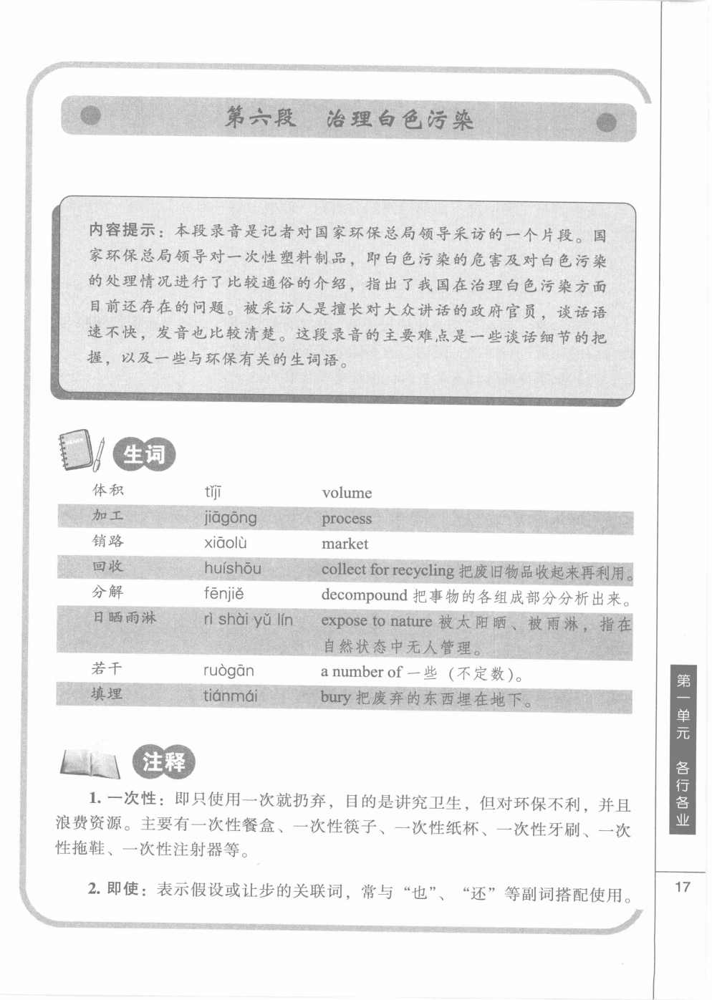 第六段 治理白色污染
内容提示：本段录音是记者对国家环保总局领导采访的一个片段。国
家环保总局领导对一次性塑料制品，即白色污染的危害及对白色污染
的处理情况进行了比较通俗的介绍，指出了我国在治理白色污染方面
目前还存在的问题。被采访人是擅长对大众讲话的政府官员，谈话语
速不快，发音也比较清楚。这段录音的主要难点是一些谈话细节的把
握，以及一些与环保有关的生词语。
生词
体积 tǐjī volume
加工 jiāgōng process
销路 xiāolù market
回收 huíshōu collect for recycling 把废旧物品收起来再利用。
分解 fēnjiě decompound 把事物的各组成部分分析出来。
日晒雨淋 rì shài yǔ lín expose to nature 被太阳晒、被雨淋，指在
自然状态中无人管理。
若干 ruògān a number of 一些（不定数）。
填埋 tiánmái bury 把废弃的东西埋在地下。
注释
1. 一次性：即只使用一次就扔弃，目的是讲究卫生，但对环保不利，并且
浪费资源。主要有一次性餐盒、一次性筷子、一次性纸杯、一次性牙刷、一次
性拖鞋、一次性注射器等。
2. 即使：表示假设或让步的关联词，常与“也”、“还”等副词搭配使用。
第一单元 各行各业
17